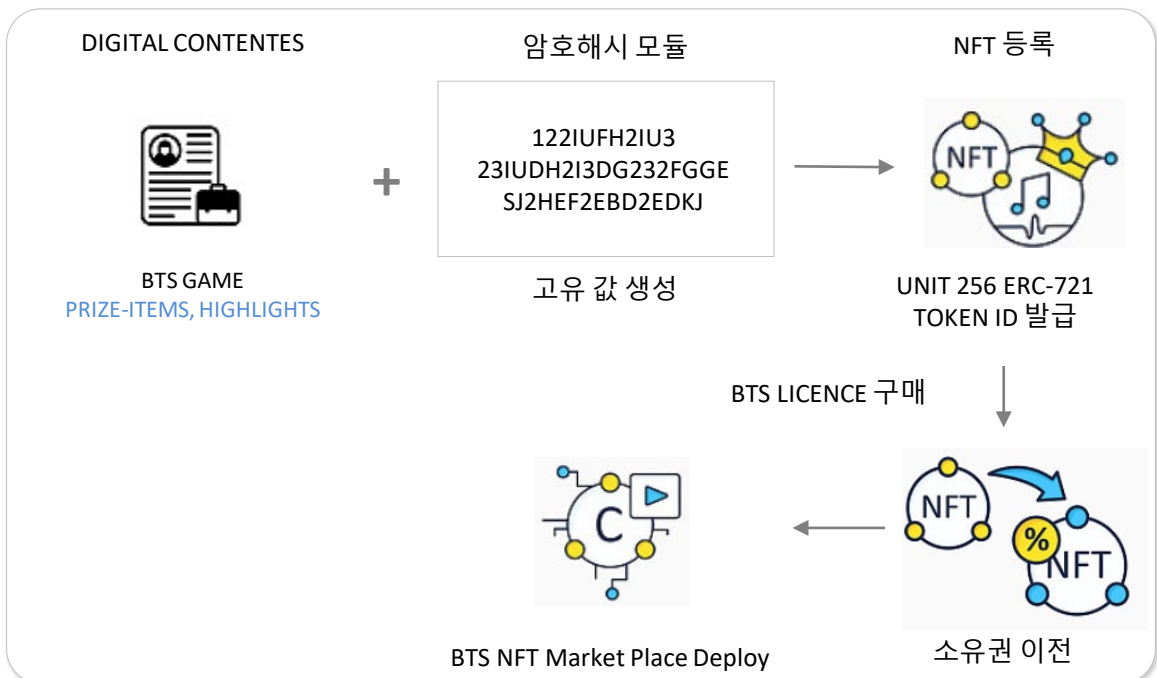 DIGITAL CONTENTES
암호해시 모듈
NFT 등록
122IUFH2IU3
23IUDH2I3DG232FGGE
SJ2HEF2EBD2EDKJ
+
NFT
BTS GAME
PRIZE-ITEMS, HIGHLIGHTS
고유 값 생성
UNIT 256 ERC-721
TOKEN ID 발급
BTS LICENCE 구매
C
NFT
%
NFT
BTS NFT Market Place Deploy
소유권 이전